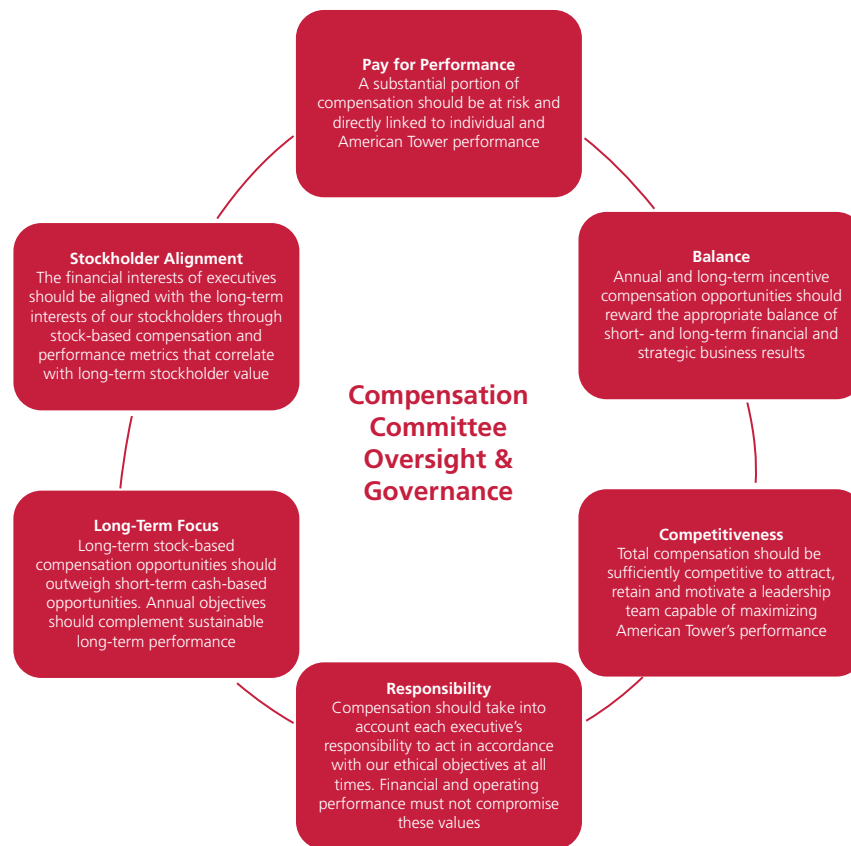 Pay for Performance
A substantial portion of
compensation should be at risk and
directly linked to individual and
American Tower performance
Stockholder Alignment
The financial interests of executives
should be aligned with the long-term
interests of our stockholders through
stock-based compensation and
performance metrics that correlate
with long-term stockholder value
Balance
Annual and long-term incentive
compensation opportunities should
reward the appropriate balance of
short- and long-term financial and
strategic business results
Compensation
Committee
Oversight &
Governance
Long-Term Focus
Long-term stock-based
compensation opportunities should
outweigh short-term cash-based
opportunities. Annual objectives
should complement sustainable
long-term performance
Competitiveness
Total compensation should be
sufficiently competitive to attract,
retain and motivate a leadership
team capable of maximizing
American Tower’s performance
Responsibility
Compensation should take into
account each executive’s
responsibility to act in accordance
with our ethical objectives at all
times. Financial and operating
performance must not compromise
these values